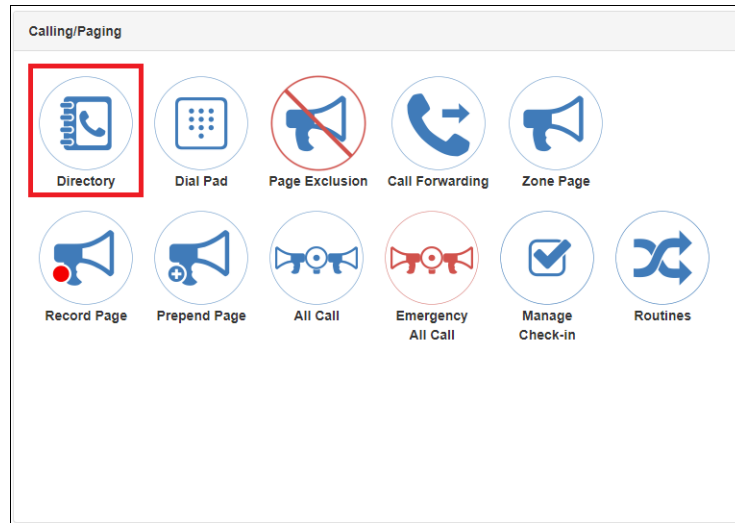 Calling/Paging
Directory
Dial Pad
Page Exclusion
Call Forwarding
Zone Page
Record Page
Prepend Page
All Call
Emergency
All Call
Manage
Check-in
Routines